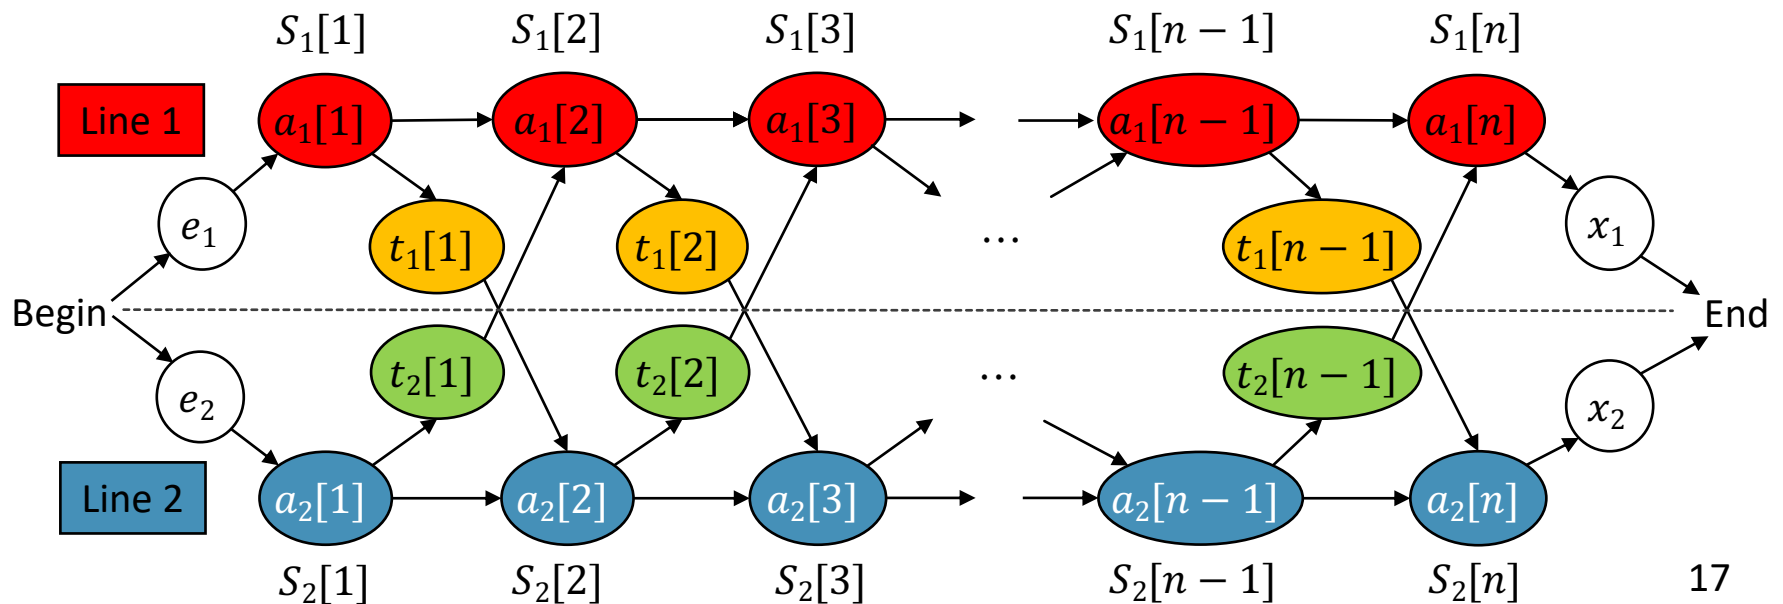 S₁[1] S₁[2] S₁[3] S₁[n − 1] S₁[n]
Line 1 a₁[1] a₁[2] a₁[3] a₁[n − 1] a₁[n]
e₁ t₁[1] t₁[2] ... t₁[n − 1] x₁
Begin End
t₂[1] t₂[2] ... t₂[n − 1]
e₂ x₂
Line 2 a₂[1] a₂[2] a₂[3] a₂[n − 1] a₂[n]
S₂[1] S₂[2] S₂[3] S₂[n − 1] S₂[n] 17